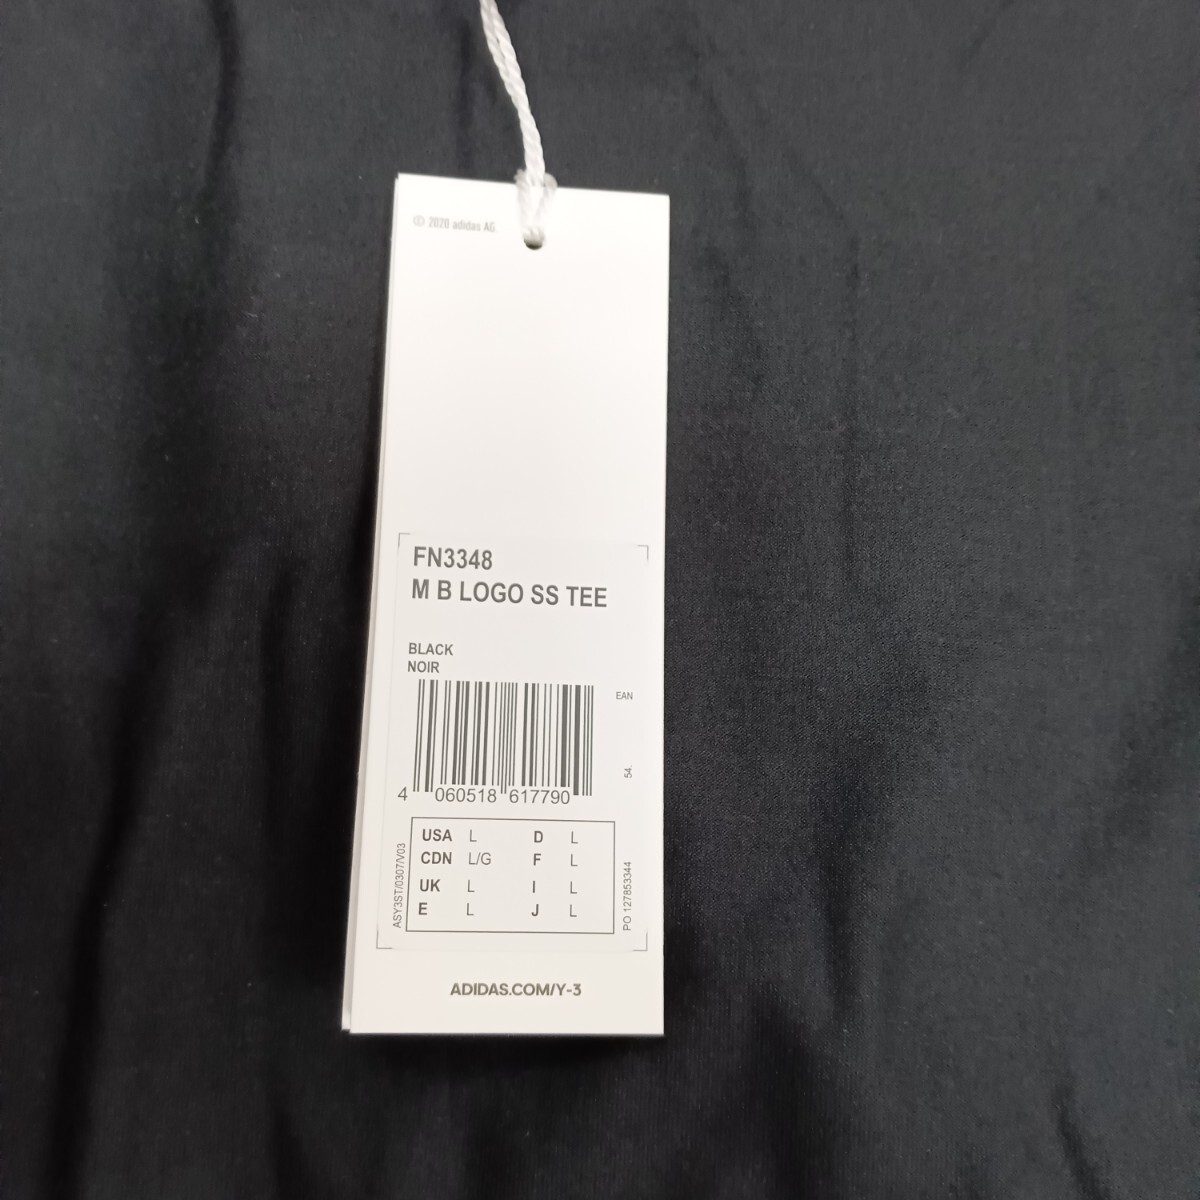 © 2020 adidas AG
FN3348
M B LOGO SS TEE
BLACK
NOIR
EAN
54.
4 060518 617790
USA L D L
CDN L/G F L
UK L I L
E L J L
ASY3ST/0307/V03
PO 127853344
ADIDAS.COM/Y-3